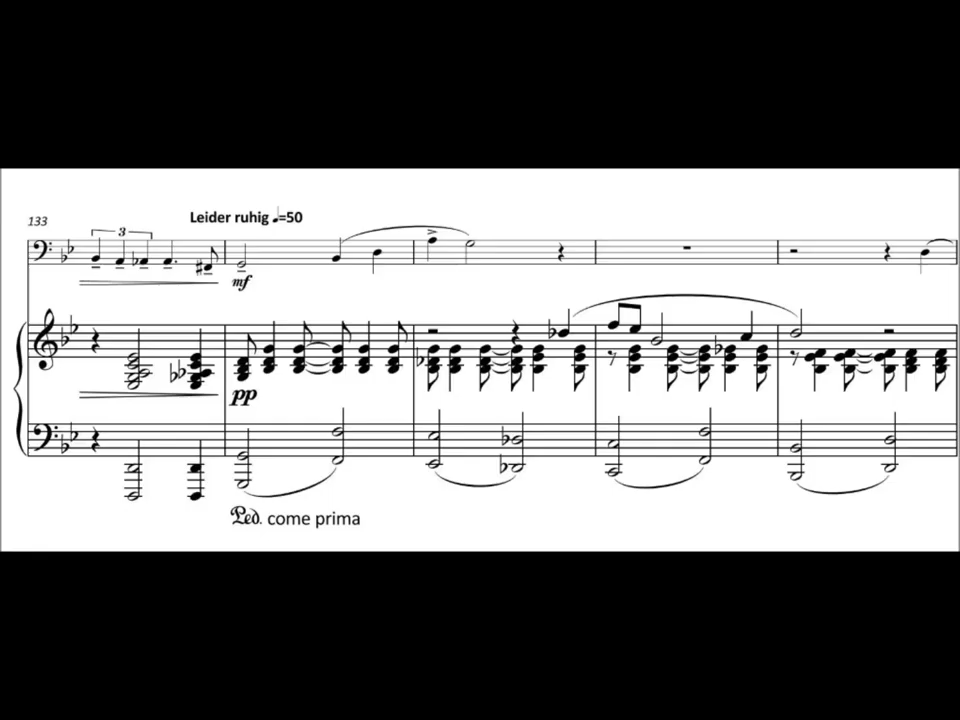 133
Leider ruhig ♩.=50
3
mf
pp
Ped. come prima